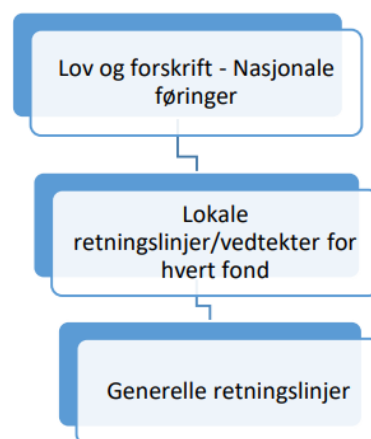 Lov og forskrift - Nasjonale
føringer
Lokale
retningslinjer/vedtekter for
hvert fond
Generelle retningslinjer